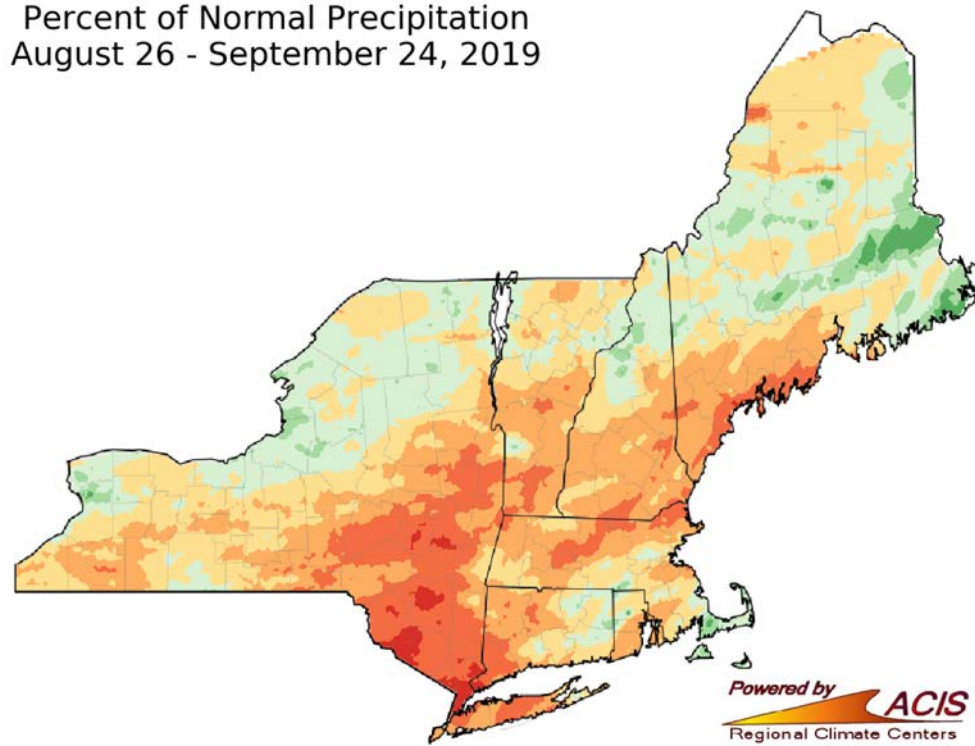 Percent of Normal Precipitation
August 26 - September 24, 2019
Powered by
ACIS
Regional Climate Centers